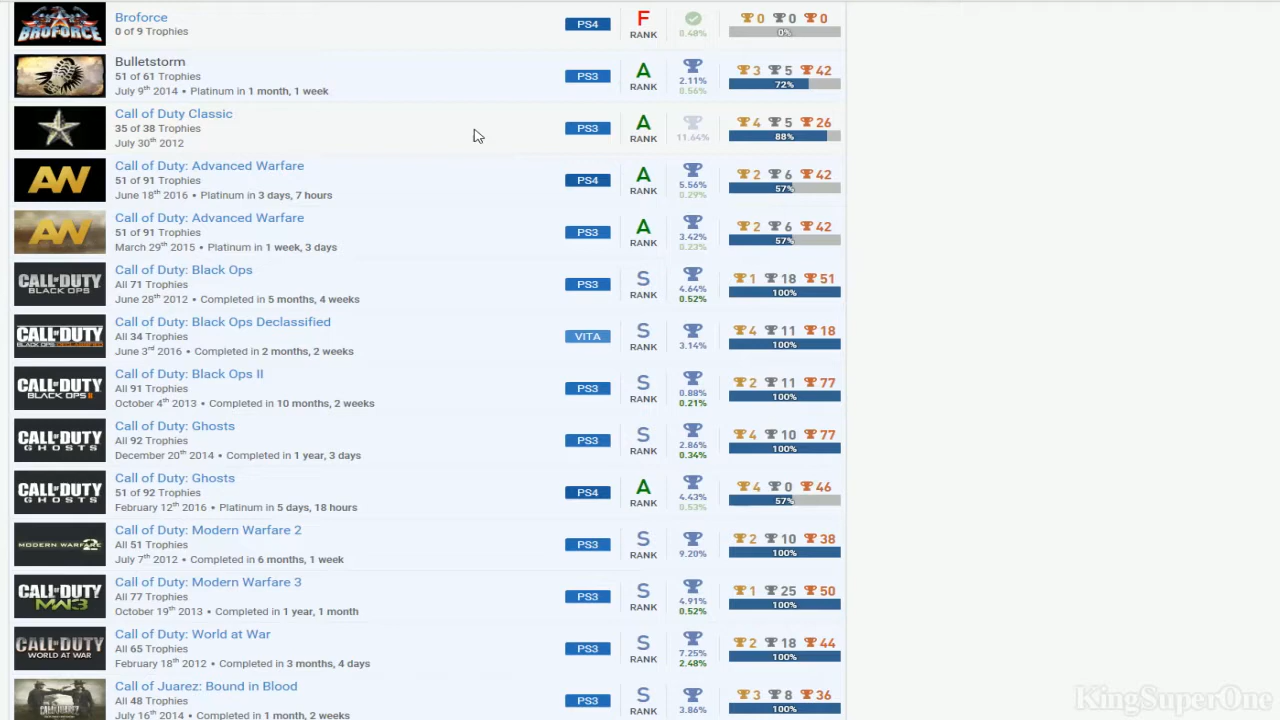 BROFORCE
Broforce
0 of 9 Trophies
PS4
F
RANK
0.48%
0 0 0
0%
Bulletstorm
51 of 61 Trophies
July 9th 2014 • Platinum in 1 month, 1 week
PS3
A
RANK
2.11%
0.56%
3 5 42
72%
Call of Duty Classic
35 of 38 Trophies
July 30th 2012
PS3
A
RANK
11.64%
4 5 26
88%
AW
Call of Duty: Advanced Warfare
51 of 91 Trophies
June 18th 2016 • Platinum in 3 days, 7 hours
PS4
A
RANK
5.56%
0.29%
2 6 42
57%
AW
Call of Duty: Advanced Warfare
51 of 91 Trophies
March 29th 2015 • Platinum in 1 week, 3 days
PS3
A
RANK
3.42%
0.23%
2 6 42
57%
CALL OF DUTY
BLACK OPS
Call of Duty: Black Ops
All 71 Trophies
June 28th 2012 • Completed in 5 months, 4 weeks
PS3
S
RANK
4.64%
0.52%
1 18 51
100%
CALL OF DUTY
BLACK OPS DECLASSIFIED
Call of Duty: Black Ops Declassified
All 34 Trophies
June 3rd 2016 • Completed in 2 months, 2 weeks
VITA
S
RANK
3.14%
4 11 18
100%
CALL OF DUTY
BLACK OPS II
Call of Duty: Black Ops II
All 91 Trophies
October 4th 2013 • Completed in 10 months, 2 weeks
PS3
S
RANK
0.88%
0.21%
2 11 77
100%
CALL OF DUTY
GHOSTS
Call of Duty: Ghosts
All 92 Trophies
December 20th 2014 • Completed in 1 year, 3 days
PS3
S
RANK
2.86%
0.34%
4 10 77
100%
CALL OF DUTY
GHOSTS
Call of Duty: Ghosts
51 of 92 Trophies
February 12th 2016 • Platinum in 5 days, 18 hours
PS4
A
RANK
4.43%
0.53%
4 0 46
57%
MODERN WARFARE 2
Call of Duty: Modern Warfare 2
All 51 Trophies
July 7th 2012 • Completed in 6 months, 1 week
PS3
S
RANK
9.20%
2 10 38
100%
CALL OF DUTY
MW3
Call of Duty: Modern Warfare 3
All 77 Trophies
October 19th 2013 • Completed in 1 year, 1 month
PS3
S
RANK
4.91%
0.52%
1 25 50
100%
CALL OF DUTY
WORLD AT WAR
Call of Duty: World at War
All 65 Trophies
February 18th 2012 • Completed in 3 months, 4 days
PS3
S
RANK
7.25%
2.48%
2 18 44
100%
Call of Juarez: Bound in Blood
All 48 Trophies
July 16th 2014 • Completed in 1 month, 2 weeks
PS3
S
RANK
3.86%
3 8 36
100%
KingSuperOne